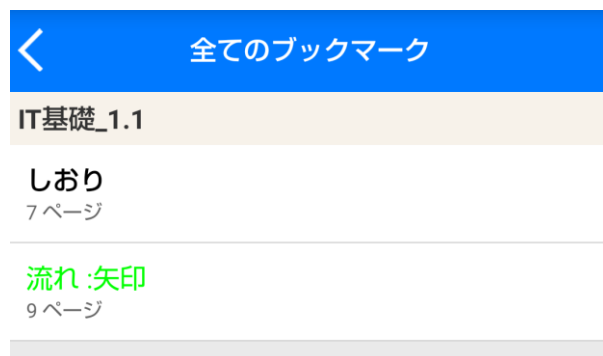 全てのブックマーク
IT基礎_1.1
しおり
7 ページ
流れ :矢印
9 ページ